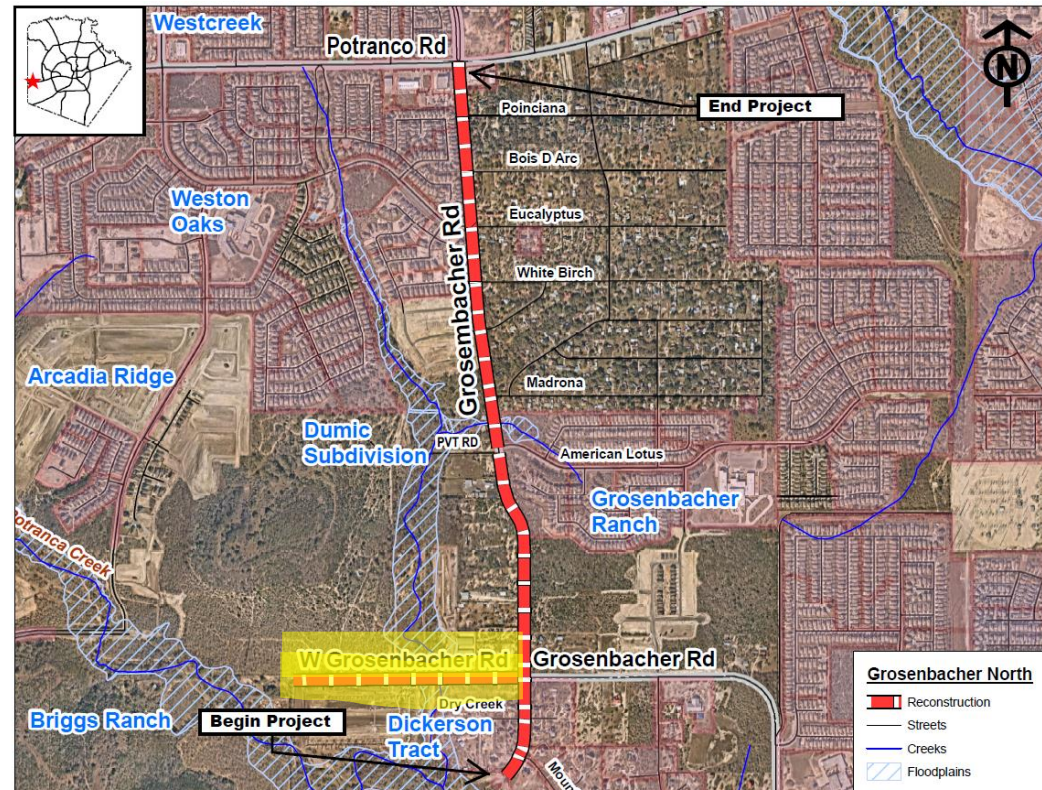 Westcreek
Potranco Rd
N
End Project
Poinciana
Bois D Arc
Weston
Oaks
Eucalyptus
Grosembacher Rd
White Birch
Arcadia Ridge
Madrona
Dumic
Subdivision
PVT RD
American Lotus
Grosenbacher
Ranch
Potranca Creek
W Grosenbacher Rd
Grosenbacher Rd
Dry Creek
Briggs Ranch
Begin Project
Dickerson
Tract
Moun
Grosenbacher North
Reconstruction
Streets
Creeks
Floodplains